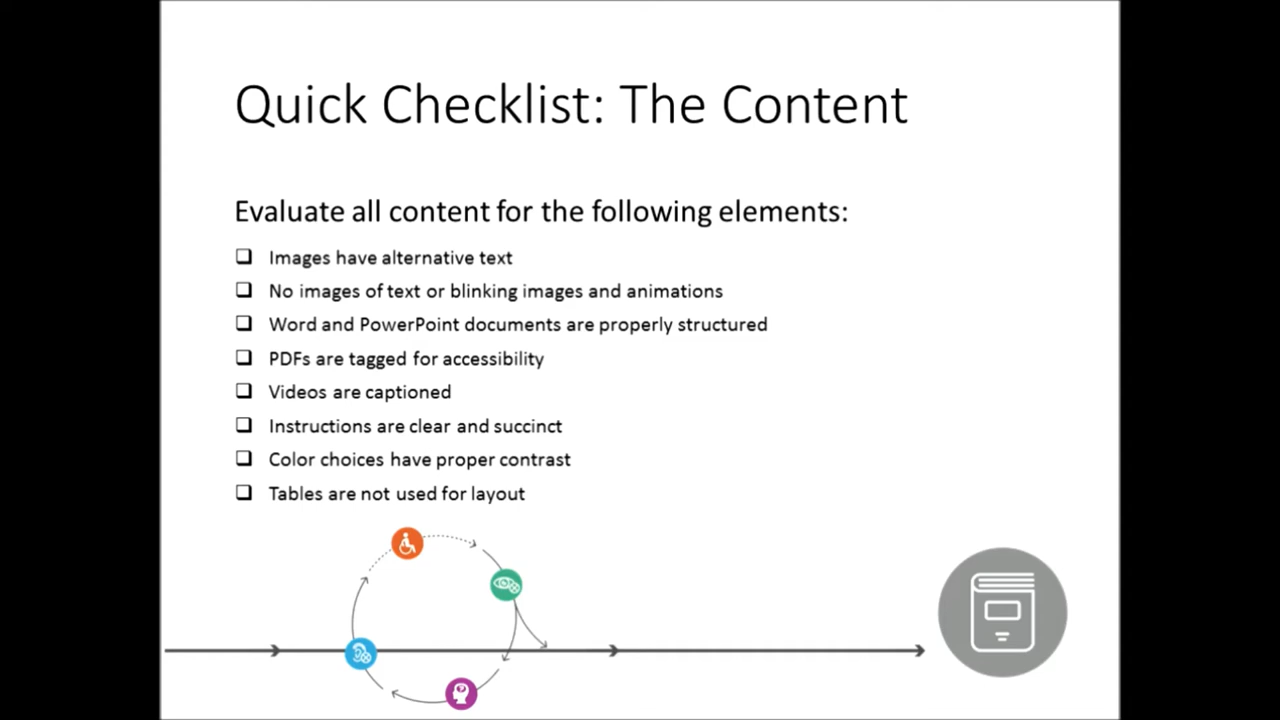 Quick Checklist: The Content
Evaluate all content for the following elements:
Images have alternative text
No images of text or blinking images and animations
Word and PowerPoint documents are properly structured
PDFs are tagged for accessibility
Videos are captioned
Instructions are clear and succinct
Color choices have proper contrast
Tables are not used for layout